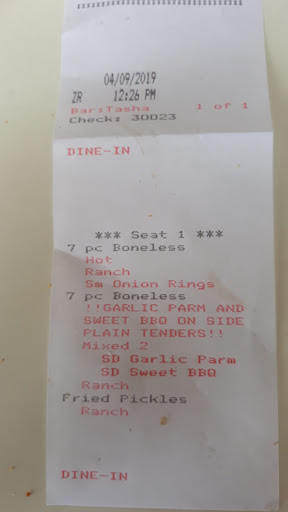 04/09/2019
ZR 12:26 PM
Bar:Tasha 1 of 1
Check: 30023
DINE-IN
*** Seat 1 ***
7 pc Boneless
Hot
Ranch
Sm Onion Rings
7 pc Boneless
!!GARLIC PARM AND
SWEET BBQ ON SIDE
PLAIN TENDERS!!
Mixed 2
SD Garlic Parm
SD Sweet BBQ
Ranch
Fried Pickles
Ranch
DINE-IN